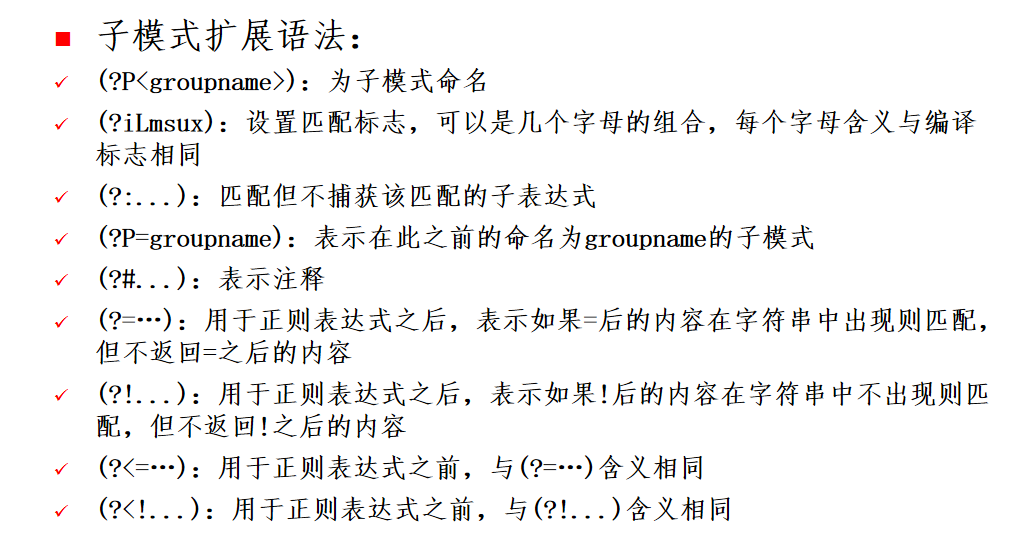 子模式扩展语法：
(?P<groupname>)：为子模式命名
(?iLmsux)：设置匹配标志，可以是几个字母的组合，每个字母含义与编译
标志相同
(?:...)：匹配但不捕获该匹配的子表达式
(?P=groupname)：表示在此之前的命名为groupname的子模式
(?#...)：表示注释
(?=…)：用于正则表达式之后，表示如果=后的内容在字符串中出现则匹配，
但不返回=之后的内容
(?!...)：用于正则表达式之后，表示如果!后的内容在字符串中不出现则匹
配，但不返回!之后的内容
(?<=…)：用于正则表达式之前，与(?=…)含义相同
(?<!...)：用于正则表达式之前，与(?!...)含义相同